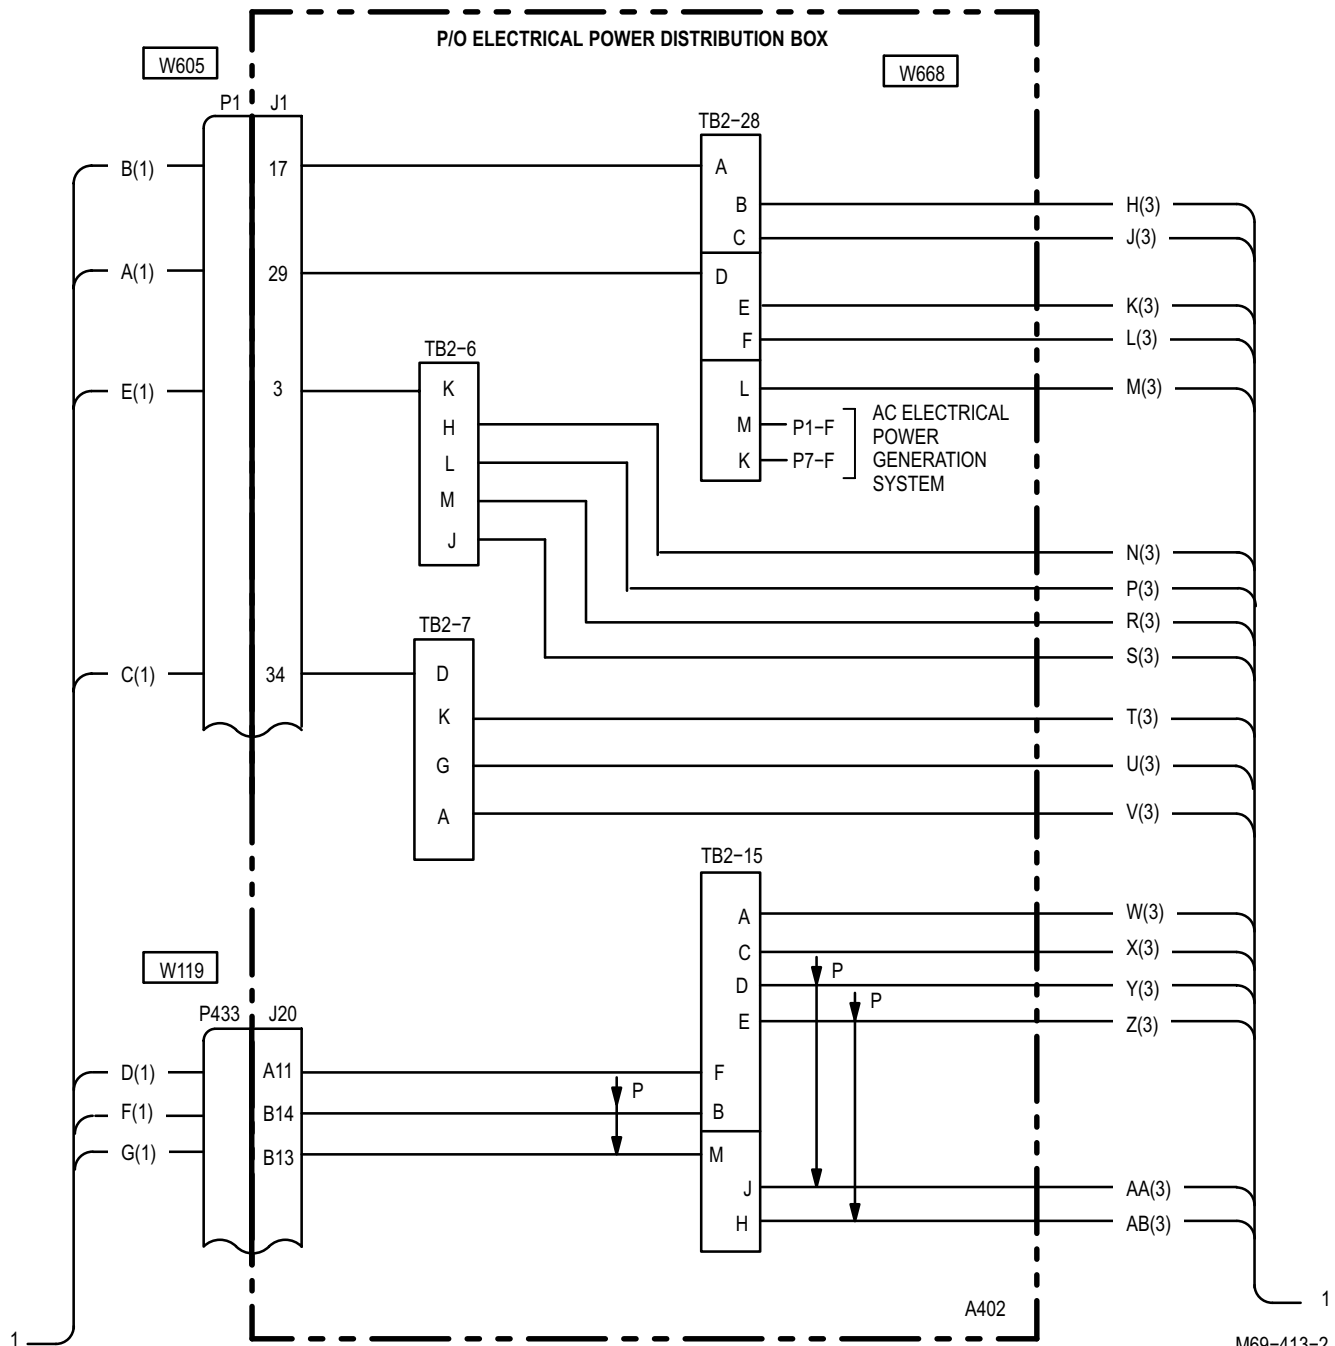 P/O ELECTRICAL POWER DISTRIBUTION BOX
W605
W668
P1 J1
TB2−28
B(1) 17 A
B H(3)
C J(3)
A(1) 29 D
E K(3)
F L(3)
TB2−6
E(1) 3 K L M(3)
H M P1−F AC ELECTRICAL
POWER
L K P7−F GENERATION
SYSTEM
M
J
N(3)
P(3)
R(3)
TB2−7
S(3)
C(1) 34 D
K T(3)
G U(3)
A V(3)
TB2−15
A W(3)
C X(3)
W119
P
D Y(3)
P
P433 J20
E Z(3)
D(1) A11 F
P
F(1) B14 B
G(1) B13 M
J AA(3)
H AB(3)
A402
1
1
M69−413−2